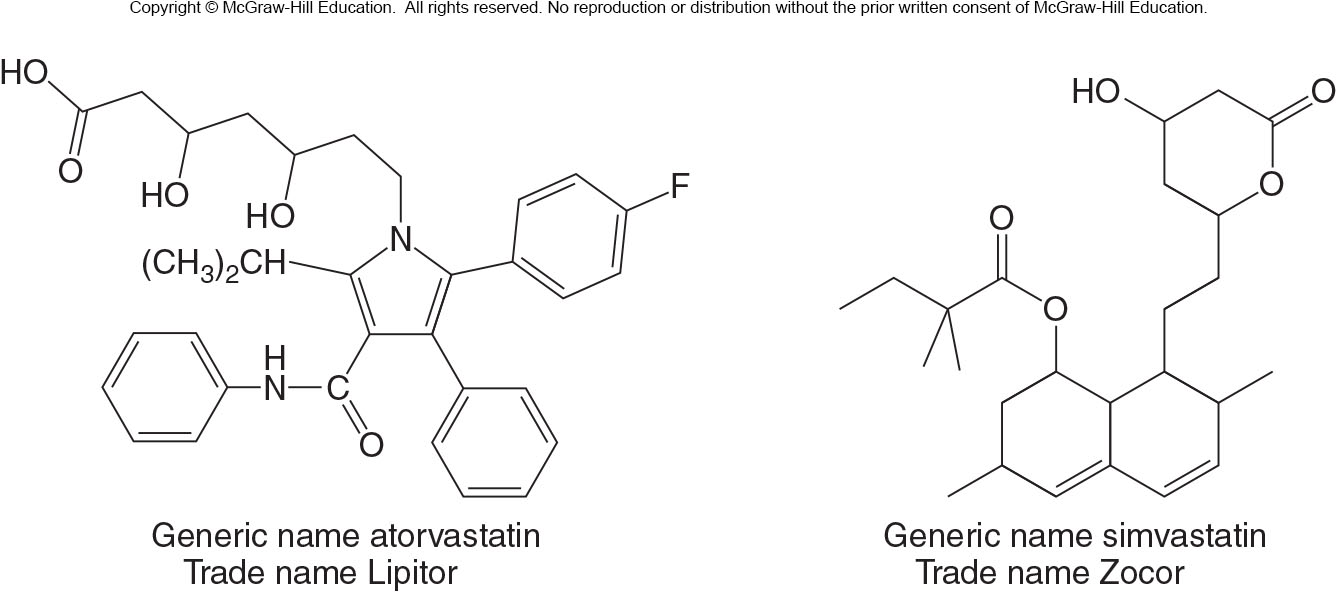 Copyright © McGraw-Hill Education. All rights reserved. No reproduction or distribution without the prior written consent of McGraw-Hill Education.
HO
O
HO
HO
N
F
(CH₃)₂CH
H
N
C
O
HO
O
O
O
O
Generic name atorvastatin
Trade name Lipitor
Generic name simvastatin
Trade name Zocor